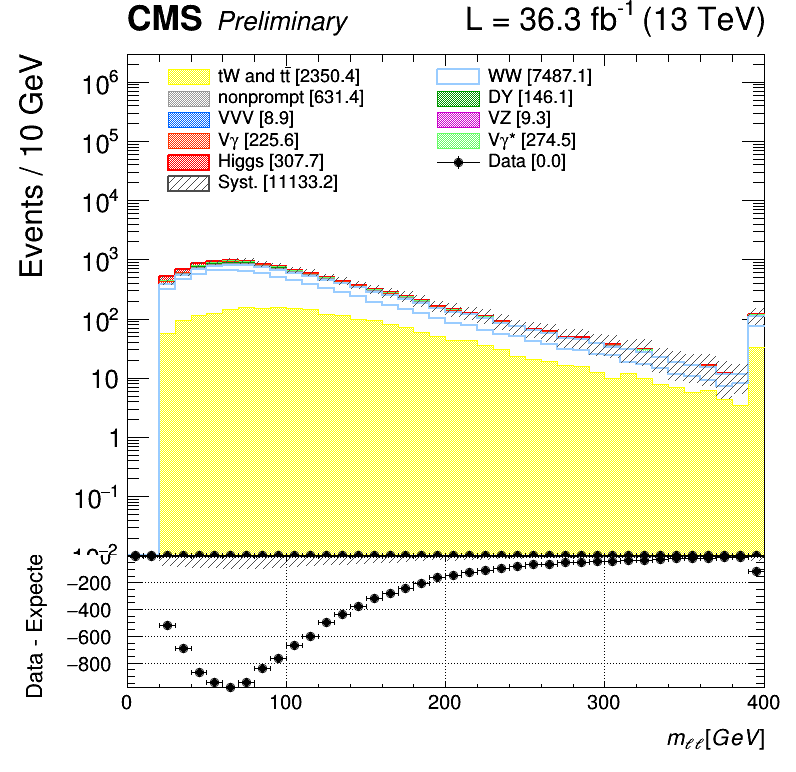 CMS Preliminary L = 36.3 fb⁻¹ (13 TeV)
Events / 10 GeV
10⁶
10⁵
10⁴
10³
10²
10
1
10⁻¹
tW and tt̄ [2350.4]
nonprompt [631.4]
VVV [8.9]
Vγ [225.6]
Higgs [307.7]
Syst. [11133.2]
WW [7487.1]
DY [146.1]
VZ [9.3]
Vγ* [274.5]
Data [0.0]
Data - Expecte
0
−200
−400
−600
−800
0 100 200 300 400
m_ℓℓ[GeV]